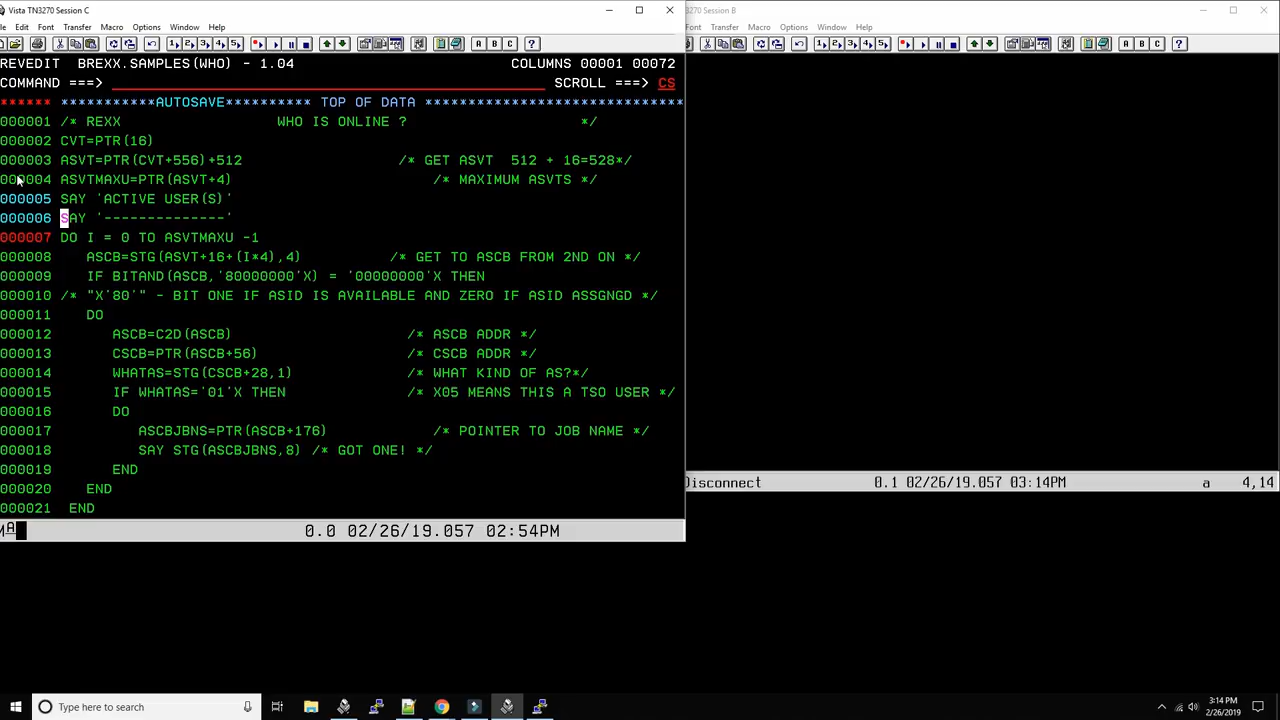 Vista TN3270 Session C
le Edit Font Transfer Macro Options Window Help
REVEDIT BREXX.SAMPLES(WHO) - 1.04 COLUMNS 00001 00072
COMMAND ===> SCROLL ===> CS
****** ***********AUTOSAVE********** TOP OF DATA ******************************
000001 /* REXX WHO IS ONLINE ? */
000002 CVT=PTR(16)
000003 ASVT=PTR(CVT+556)+512 /* GET ASVT 512 + 16=528*/
000004 ASVTMAXU=PTR(ASVT+4) /* MAXIMUM ASVTS */
000005 SAY 'ACTIVE USER(S)'
000006 SAY '--------------'
000007 DO I = 0 TO ASVTMAXU -1
000008 ASCB=STG(ASVT+16+(I*4),4) /* GET TO ASCB FROM 2ND ON */
000009 IF BITAND(ASCB,'80000000'X) = '00000000'X THEN
000010 /* "X'80'" - BIT ONE IF ASID IS AVAILABLE AND ZERO IF ASID ASSGNGD */
000011 DO
000012 ASCB=C2D(ASCB) /* ASCB ADDR */
000013 CSCB=PTR(ASCB+56) /* CSCB ADDR */
000014 WHATAS=STG(CSCB+28,1) /* WHAT KIND OF AS?*/
000015 IF WHATAS='01'X THEN /* X05 MEANS THIS A TSO USER */
000016 DO
000017 ASCBJBNS=PTR(ASCB+176) /* POINTER TO JOB NAME */
000018 SAY STG(ASCBJBNS,8) /* GOT ONE! */
000019 END
000020 END
000021 END
MA 0.0 02/26/19.057 02:54PM
TN3270 Session B
Font Transfer Macro Options Window Help
Disconnect 0.1 02/26/19.057 03:14PM a 4,14
Type here to search
3:14 PM
2/26/2019